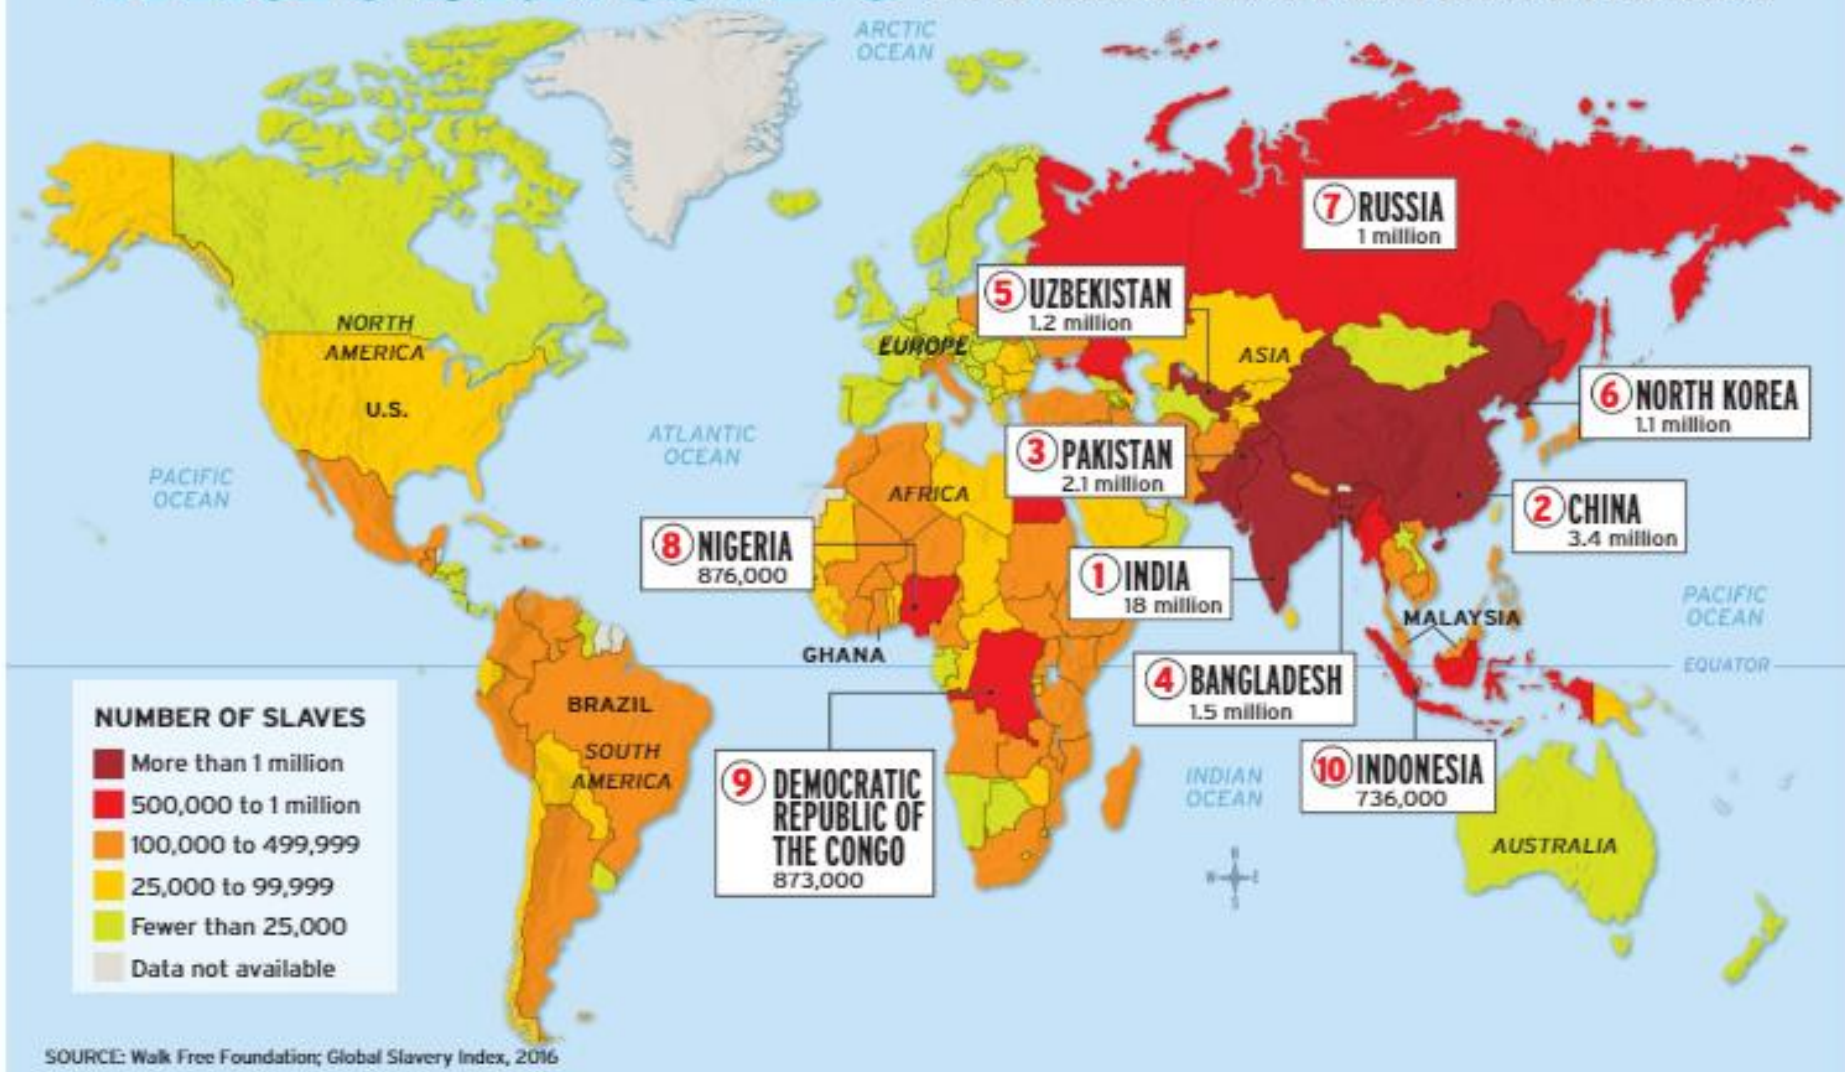 ARCTIC
OCEAN
7 RUSSIA
1 million
5 UZBEKISTAN
1.2 million
NORTH
AMERICA
EUROPE
ASIA
6 NORTH KOREA
1.1 million
U.S.
ATLANTIC
OCEAN
3 PAKISTAN
2.1 million
PACIFIC
OCEAN
AFRICA
2 CHINA
3.4 million
8 NIGERIA
876,000
1 INDIA
18 million
PACIFIC
OCEAN
MALAYSIA
GHANA
EQUATOR
4 BANGLADESH
1.5 million
BRAZIL
SOUTH
AMERICA
9 DEMOCRATIC
REPUBLIC OF
THE CONGO
873,000
INDIAN
OCEAN
10 INDONESIA
736,000
AUSTRALIA
N
W E
S
NUMBER OF SLAVES
More than 1 million
500,000 to 1 million
100,000 to 499,999
25,000 to 99,999
Fewer than 25,000
Data not available
SOURCE: Walk Free Foundation; Global Slavery Index, 2016